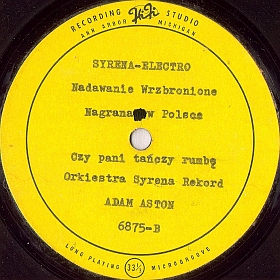 RECORDING HiFi STUDIO
ANN ARBOR MICHIGAN
SYRENA-ELECTRO
Nadawanie Wrzbronione
Nagrana w Polsce
Czy pani tańczy rumbę
Orkiestra Syrena Rekord
ADAM ASTON
6875-B
LONG PLAYING 33⅓ MICROGROOVE